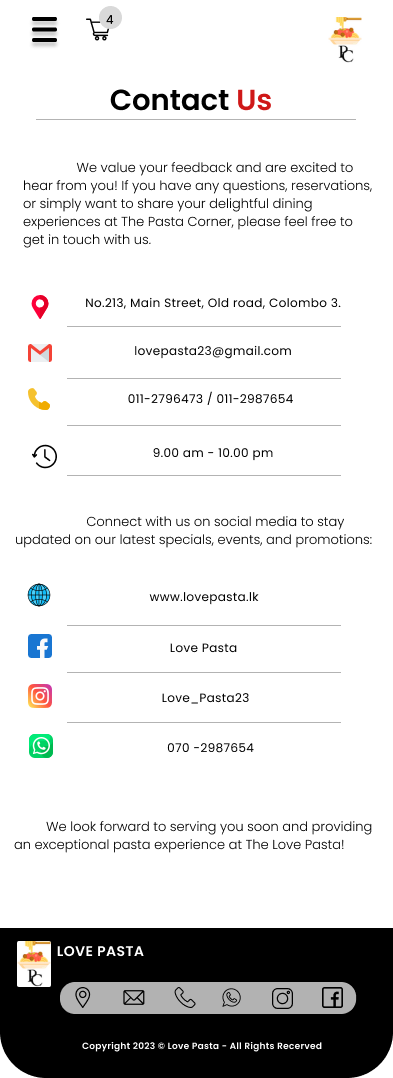 4
PC
Contact Us
We value your feedback and are excited to
hear from you! If you have any questions, reservations,
or simply want to share your delightful dining
experiences at The Pasta Corner, please feel free to
get in touch with us.
No.213, Main Street, Old road, Colombo 3.
lovepasta23@gmail.com
011-2796473 / 011-2987654
9.00 am - 10.00 pm
Connect with us on social media to stay
updated on our latest specials, events, and promotions:
www.lovepasta.lk
Love Pasta
Love_Pasta23
070 -2987654
We look forward to serving you soon and providing
an exceptional pasta experience at The Love Pasta!
LOVE PASTA
PC
Copyright 2023 © Love Pasta - All Rights Recerved